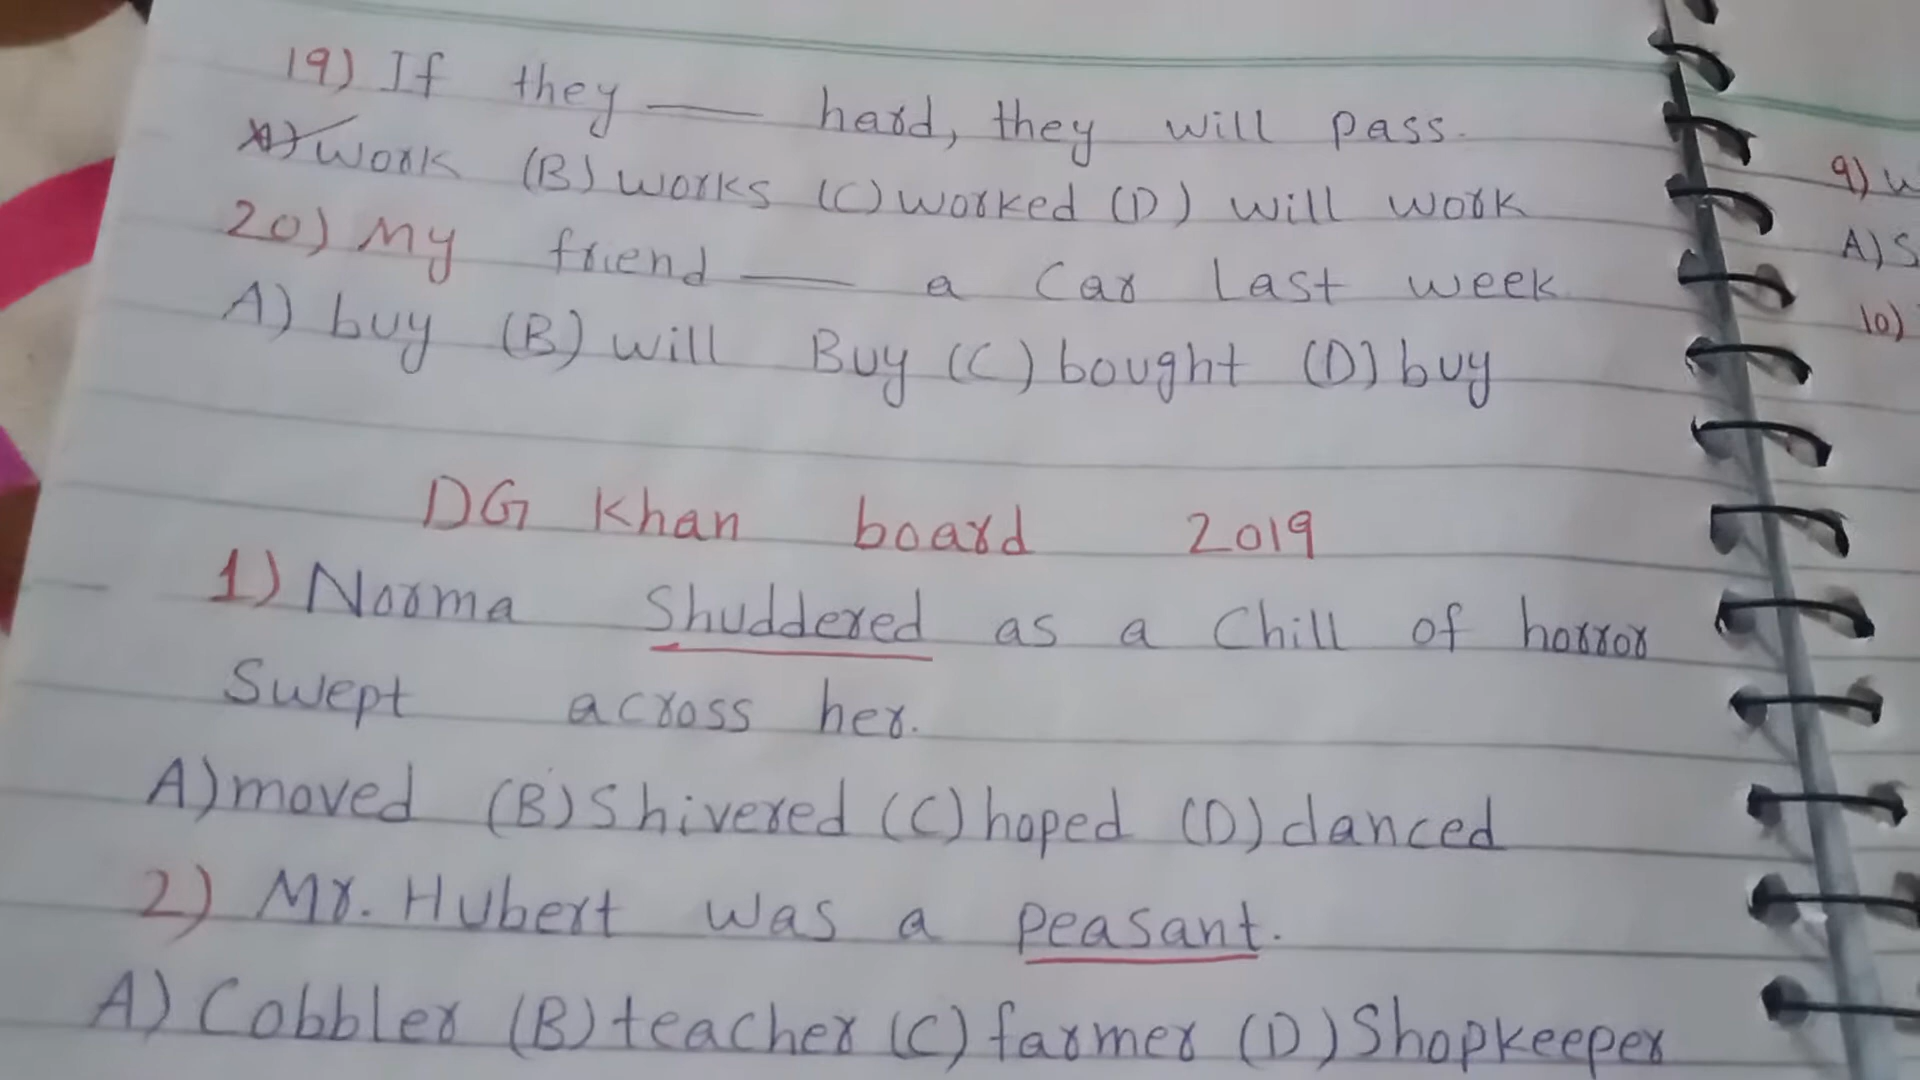 19) If they ___ hard, they will pass.
A) work (B) works (C) worked (D) will work
20) My friend ___ a Car Last week
A) buy (B) will Buy (C) bought (D) buy
DG Khan board 2019
1) Norma Shuddered as a Chill of horror
Swept across her.
A) moved (B) Shivered (C) hoped (D) danced
2) Mr. Hubert was a peasant.
A) Cobbler (B) teacher (C) farmer (D) Shopkeeper
9)
A) S
10)